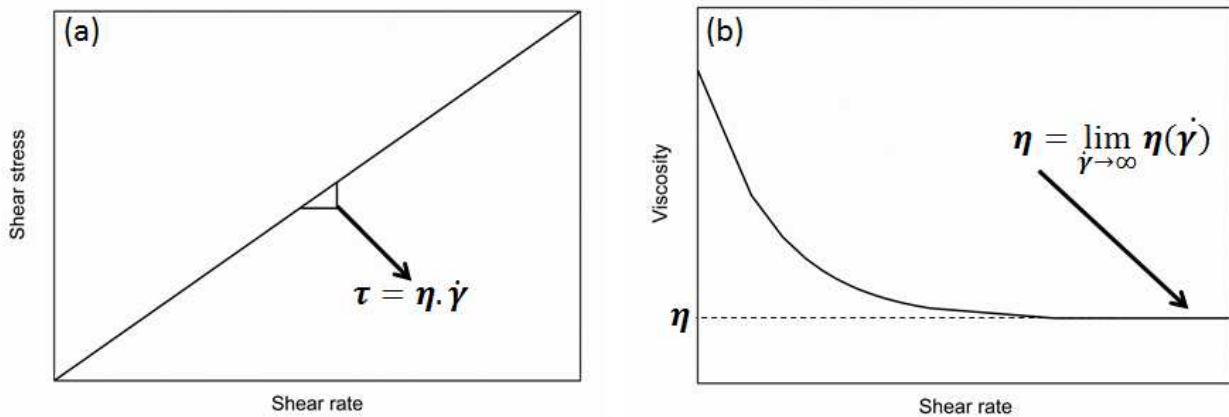 (a)
Shear stress
τ = η. γ̇
Shear rate
(b)
Viscosity
η = lim η(γ̇)
γ̇→∞
η
Shear rate